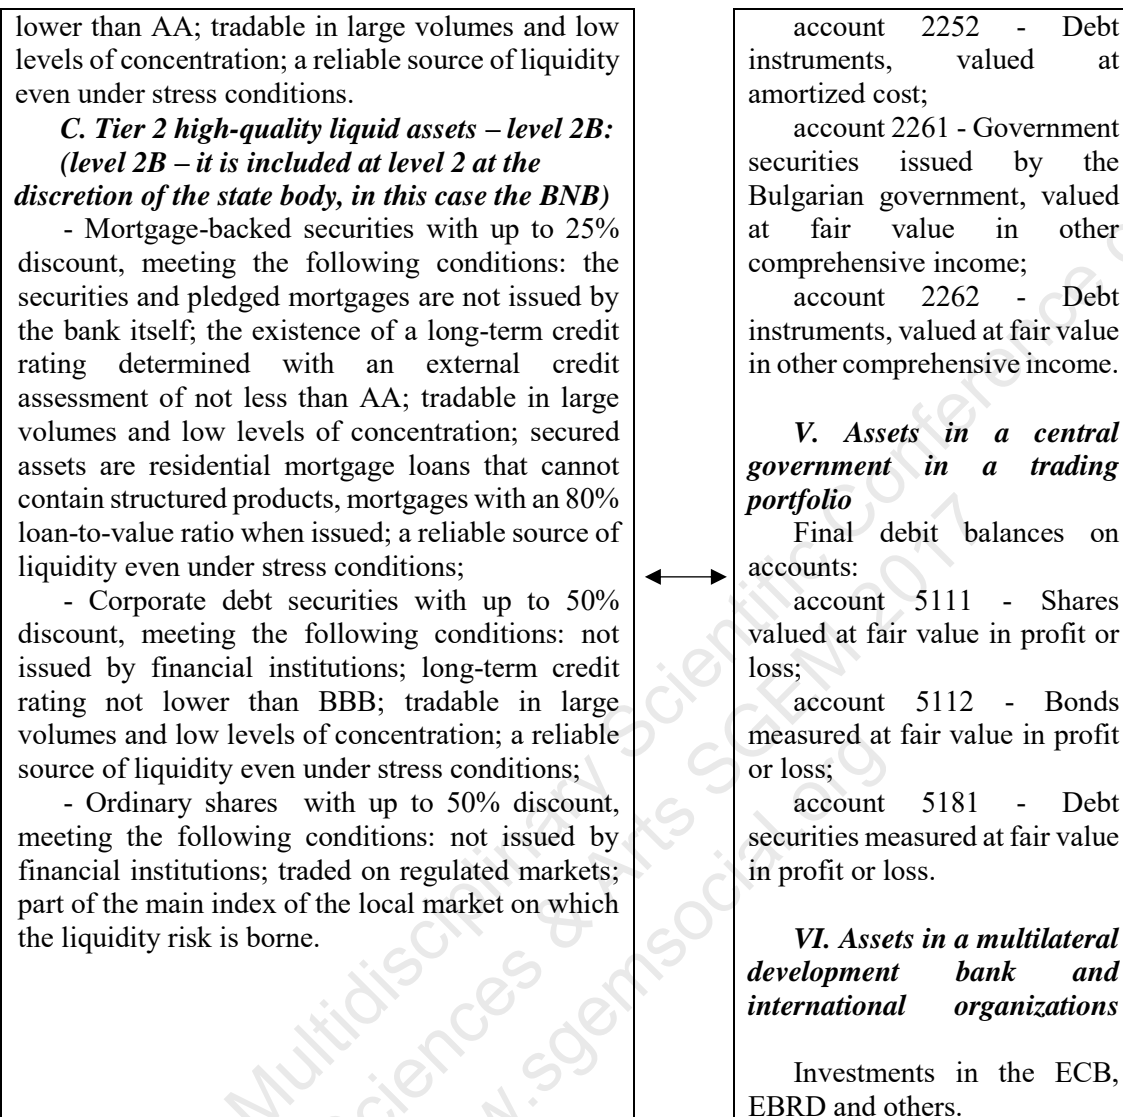 lower than AA; tradable in large volumes and low
levels of concentration; a reliable source of liquidity
even under stress conditions.
C. Tier 2 high-quality liquid assets – level 2B:
(level 2B – it is included at level 2 at the
discretion of the state body, in this case the BNB)
- Mortgage-backed securities with up to 25%
discount, meeting the following conditions: the
securities and pledged mortgages are not issued by
the bank itself; the existence of a long-term credit
rating determined with an external credit
assessment of not less than AA; tradable in large
volumes and low levels of concentration; secured
assets are residential mortgage loans that cannot
contain structured products, mortgages with an 80%
loan-to-value ratio when issued; a reliable source of
liquidity even under stress conditions;
- Corporate debt securities with up to 50%
discount, meeting the following conditions: not
issued by financial institutions; long-term credit
rating not lower than BBB; tradable in large
volumes and low levels of concentration; a reliable
source of liquidity even under stress conditions;
- Ordinary shares with up to 50% discount,
meeting the following conditions: not issued by
financial institutions; traded on regulated markets;
part of the main index of the local market on which
the liquidity risk is borne.
account 2252 - Debt
instruments, valued at
amortized cost;
account 2261 - Government
securities issued by the
Bulgarian government, valued
at fair value in other
comprehensive income;
account 2262 - Debt
instruments, valued at fair value
in other comprehensive income.
V. Assets in a central
government in a trading
portfolio
Final debit balances on
accounts:
account 5111 - Shares
valued at fair value in profit or
loss;
account 5112 - Bonds
measured at fair value in profit
or loss;
account 5181 - Debt
securities measured at fair value
in profit or loss.
VI. Assets in a multilateral
development bank and
international organizations
Investments in the ECB,
EBRD and others.
Multidisciplinary Scientific Conference
Sciences & Arts SGEM 2017
www.sgemsocial.org